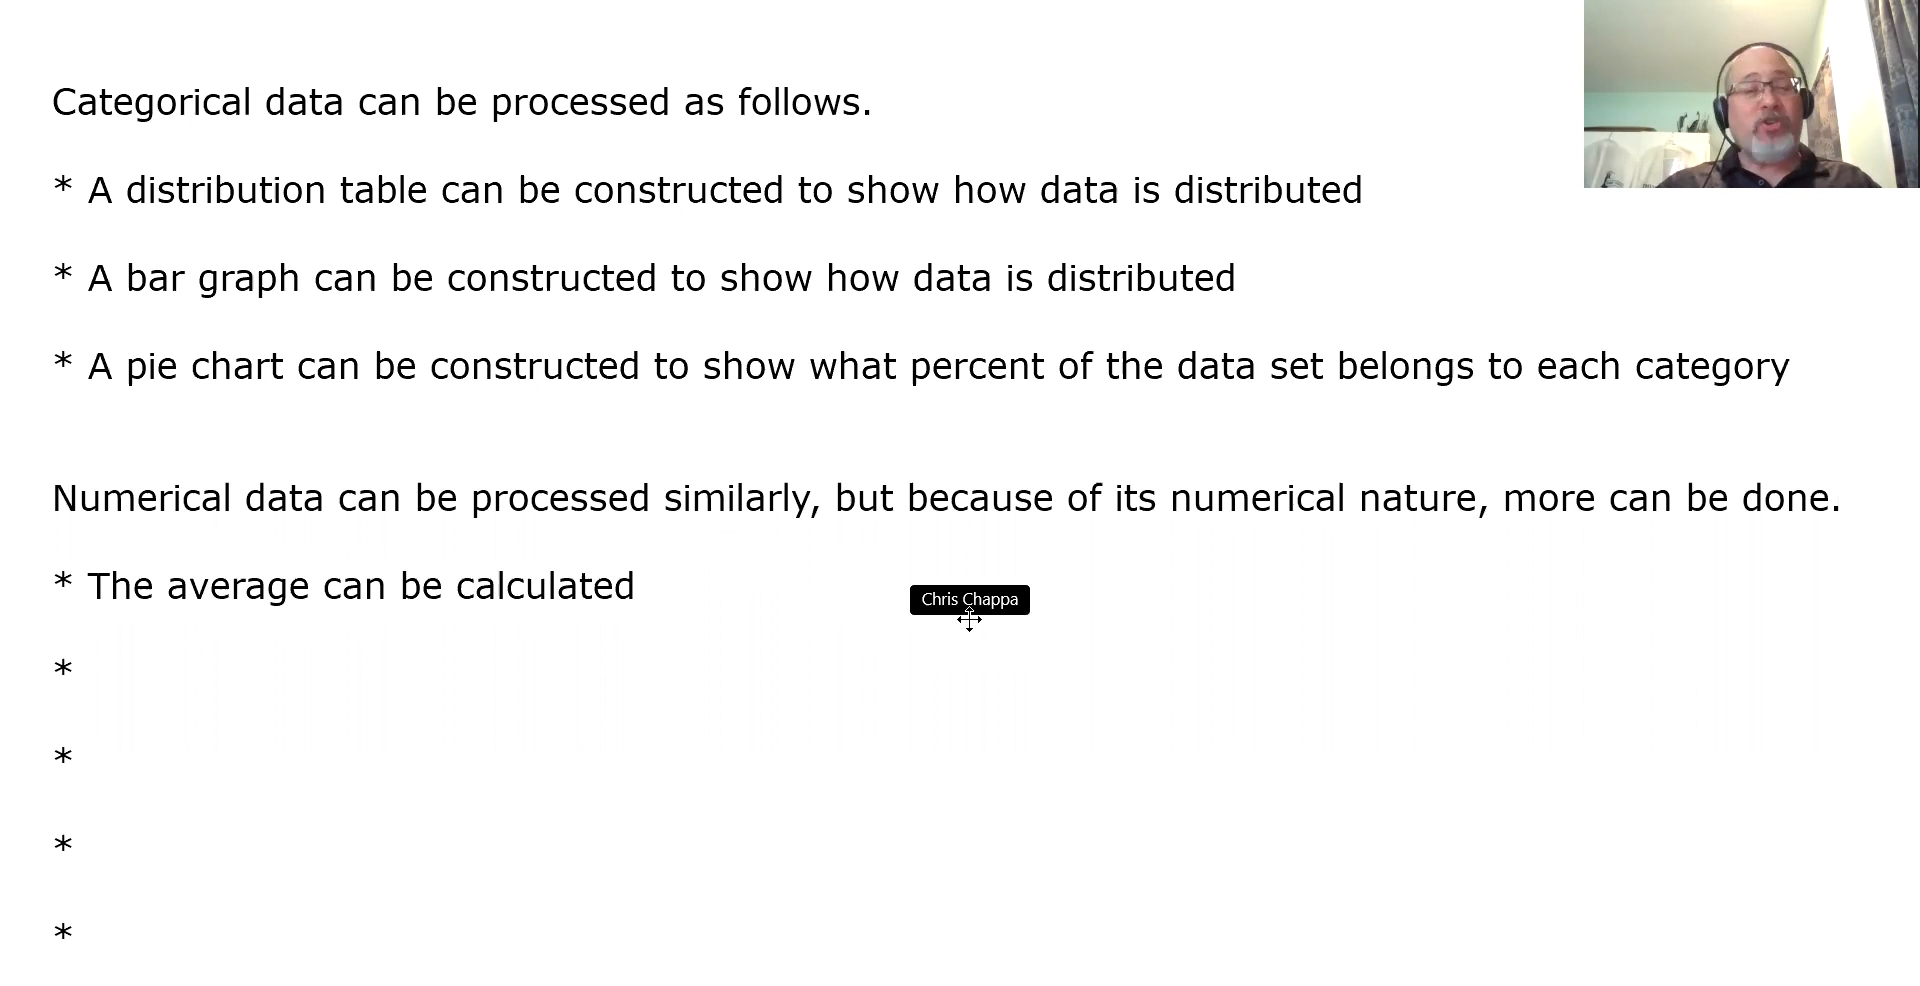 Categorical data can be processed as follows.
* A distribution table can be constructed to show how data is distributed
* A bar graph can be constructed to show how data is distributed
* A pie chart can be constructed to show what percent of the data set belongs to each category
Numerical data can be processed similarly, but because of its numerical nature, more can be done.
* The average can be calculated
Chris Chappa
*
*
*
*